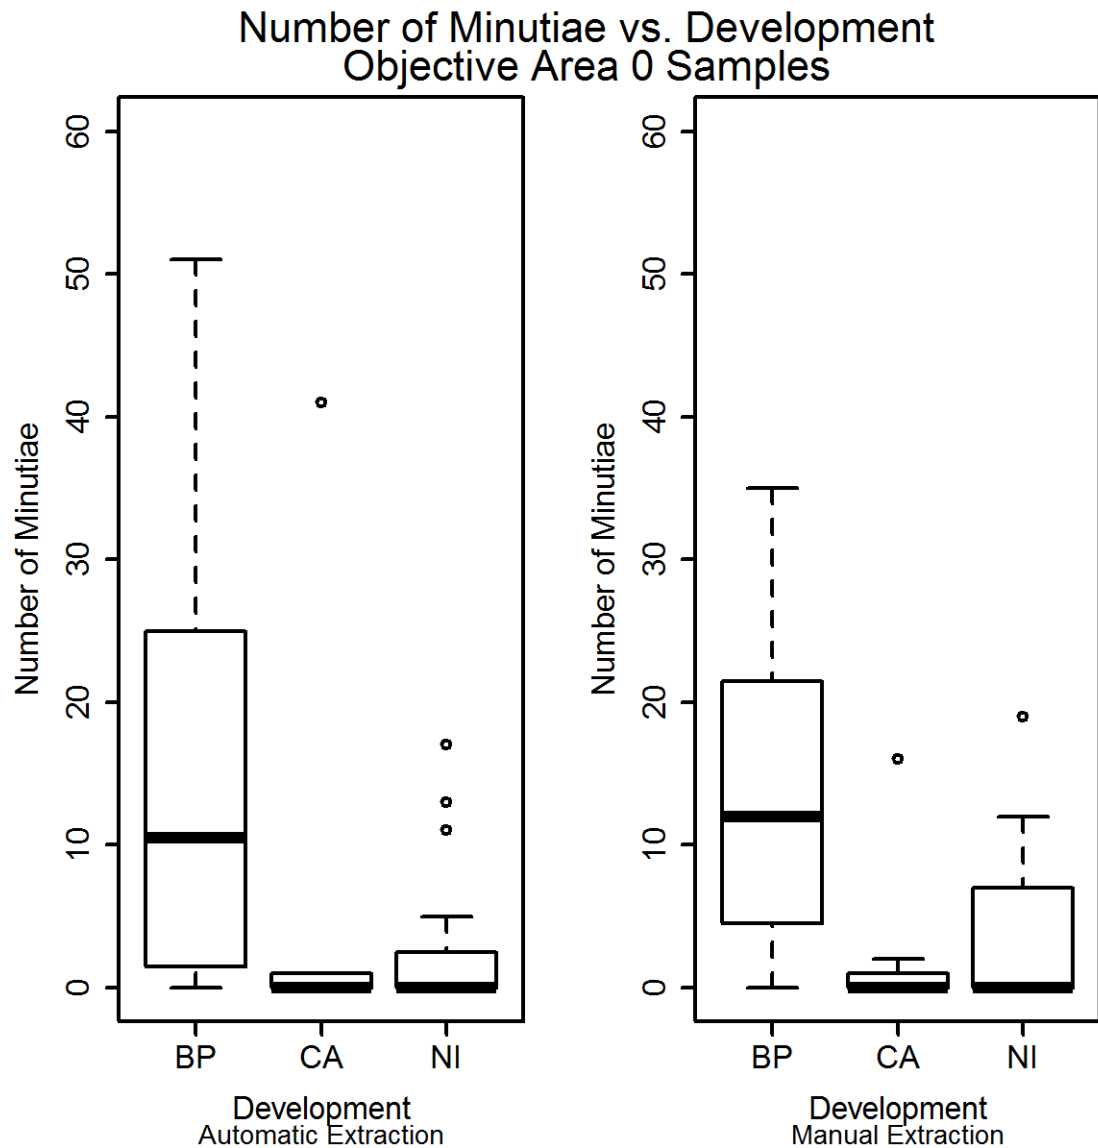 Number of Minutiae vs. Development
Objective Area 0 Samples
Number of Minutiae
60
50
40
30
20
10
0
BP CA NI
Development
Automatic Extraction
Number of Minutiae
60
50
40
30
20
10
0
BP CA NI
Development
Manual Extraction